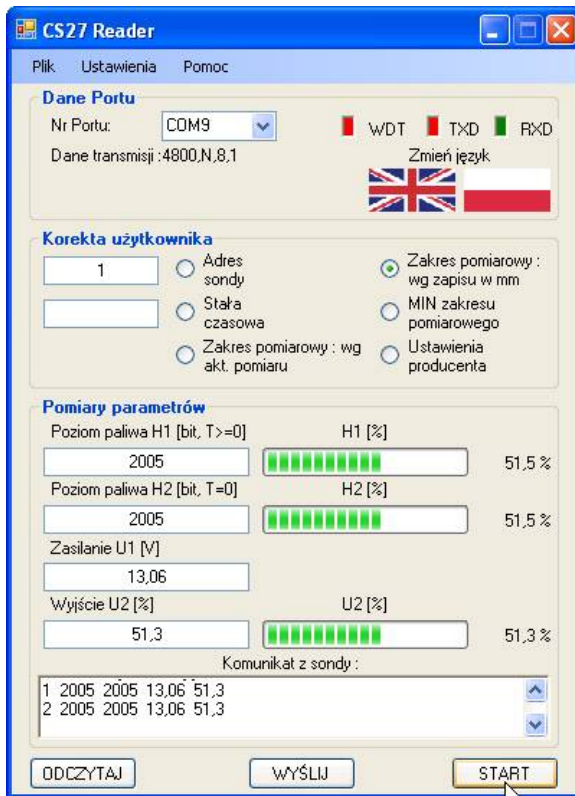 CS27 Reader
Plik Ustawienia Pomoc
Dane Portu
Nr Portu: COM9 WDT TXD RXD
Dane transmisji :4800,N,8,1 Zmień język
Korekta użytkownika
1 Adres sondy Zakres pomiarowy : wg zapisu w mm
Stała czasowa MIN zakresu pomiarowego
Zakres pomiarowy : wg akt. pomiaru Ustawienia producenta
Pomiary parametrów
Poziom paliwa H1 [bit, T>=0] H1 [%]
2005 51,5 %
Poziom paliwa H2 [bit, T=0] H2 [%]
2005 51,5 %
Zasilanie U1 [V]
13,06
Wyjście U2 [%] U2 [%]
51,3 51,3 %
Komunikat z sondy :
1 2005 2005 13,06 51,3
2 2005 2005 13,06 51,3
ODCZYTAJ WYŚLIJ START